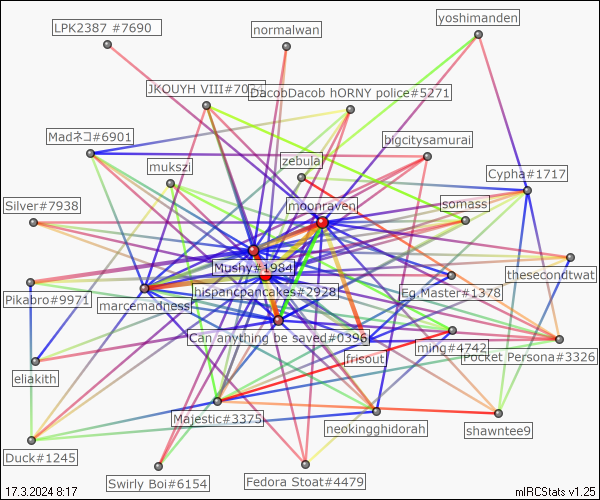 LPK2387 #7690
yoshimanden
normalwan
JKOUYH VIII#7
DacobDacob hORNY police#5271
Madネコ#6901
bigcitysamurai
zebula
mukszi
Cypha#1717
Silver#7938
moonraven
somass
Mushy#1984
thesecondtwat
hispancpancakes#2928
Eg.Master#1378
Pikabro#9971
marcemadness
Can anything be saved#0396
ming#4742
frisout
Pocket Persona#3326
eliakith
Majestic#3375
neokingghidorah
shawntee9
Duck#1245
Swirly Boi#6154
Fedora Stoat#4479
17.3.2024 8:17
mIRCStats v1.25